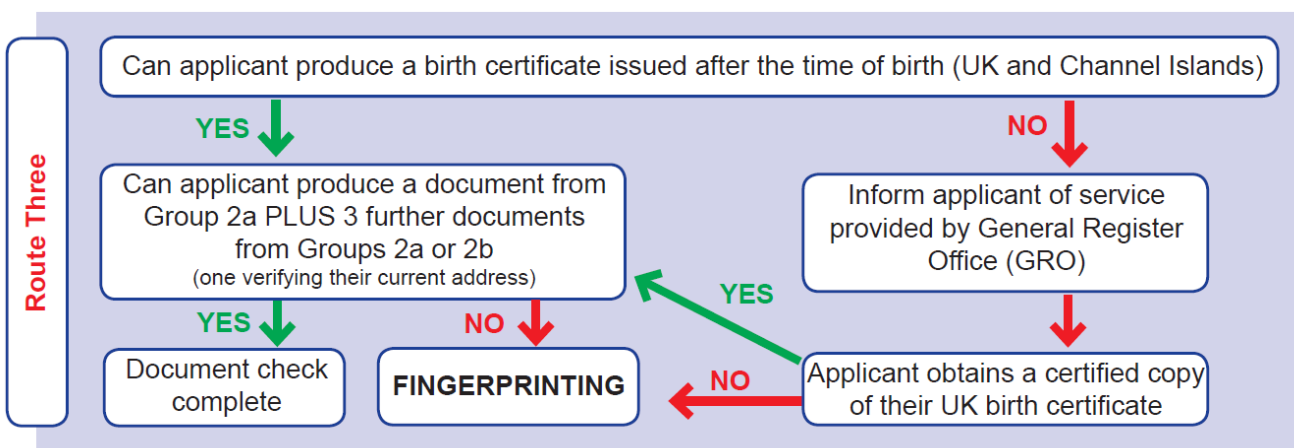 Route Three
Can applicant produce a birth certificate issued after the time of birth (UK and Channel Islands)
YES
NO
Can applicant produce a document from
Group 2a PLUS 3 further documents
from Groups 2a or 2b
(one verifying their current address)
Inform applicant of service
provided by General Register
Office (GRO)
YES
NO
YES
Document check
complete
FINGERPRINTING
NO
Applicant obtains a certified copy
of their UK birth certificate